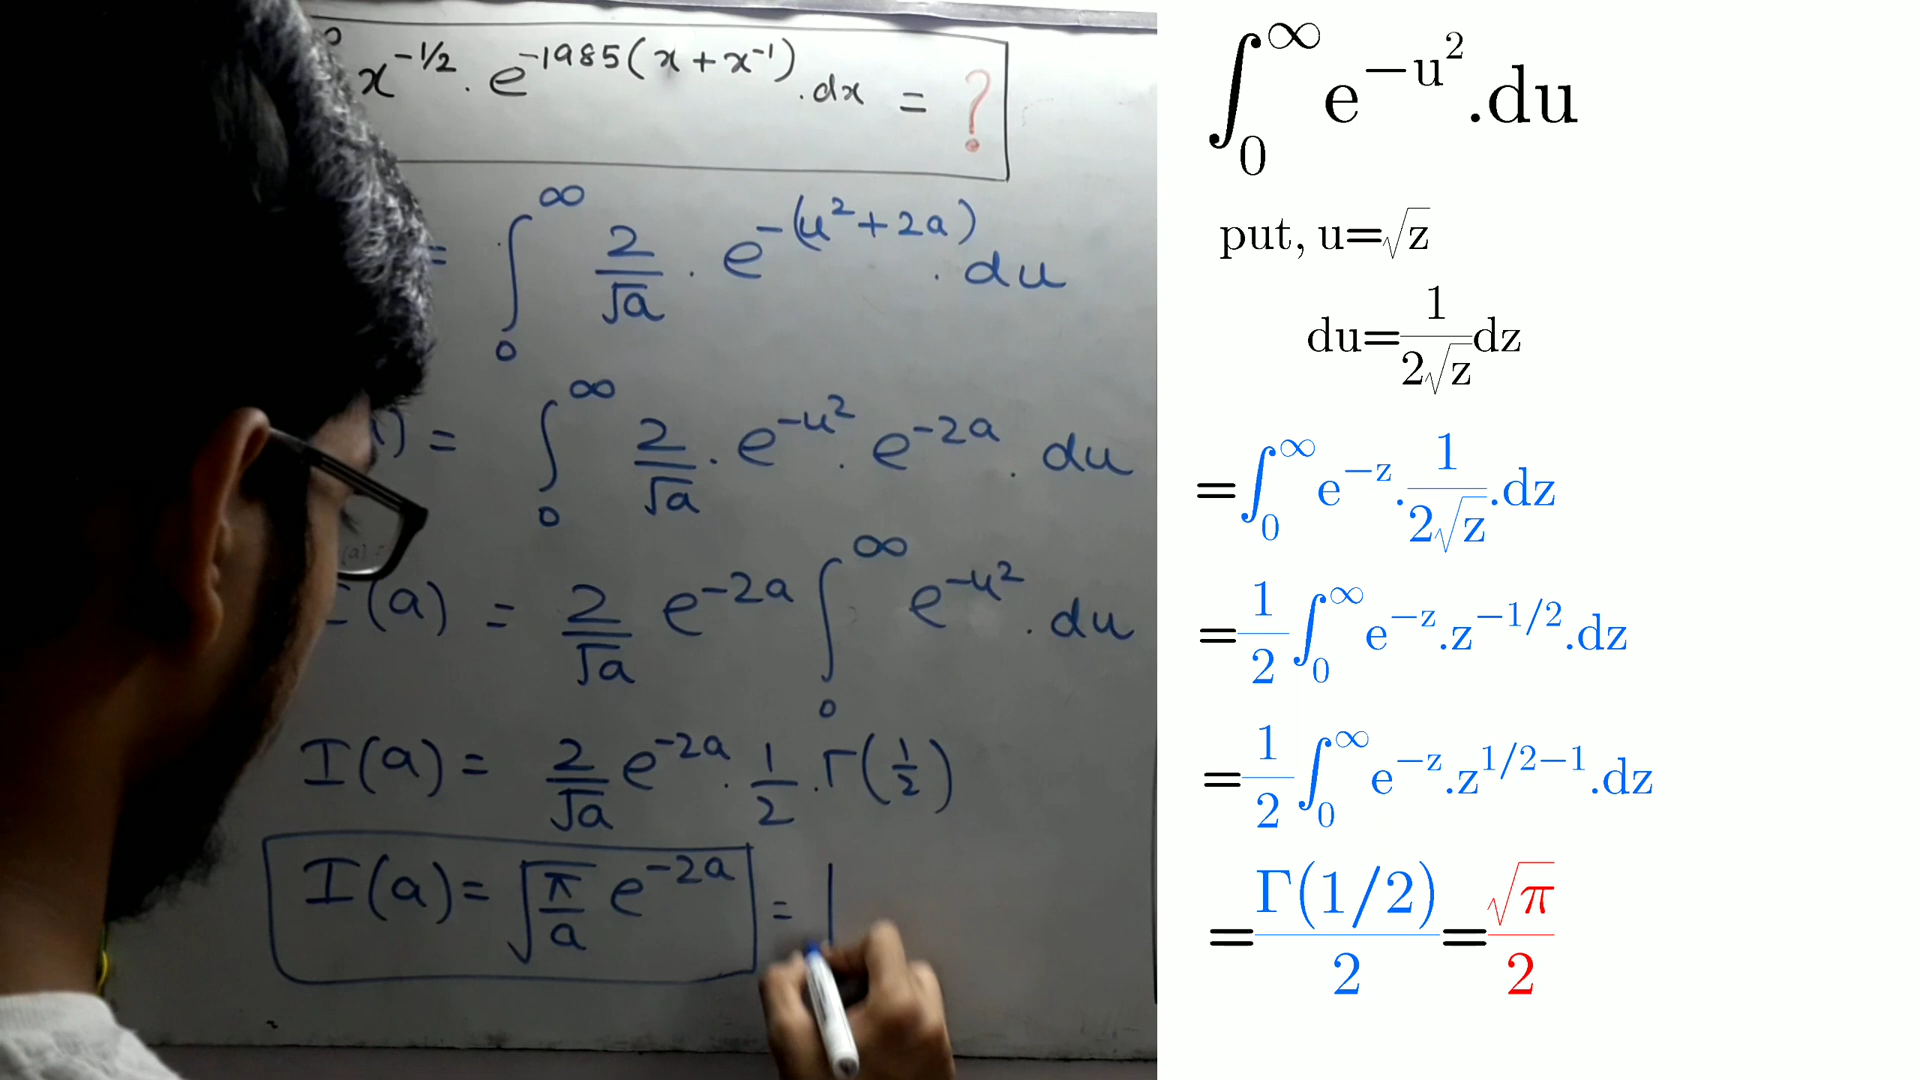 x^{-1/2} . e^{-1985(x + x^{-1})} . dx = ?
= ∫_0^∞ 2/√a . e^{-(u² + 2a)} . du
) = ∫_0^∞ 2/√a . e^{-u²} . e^{-2a} . du
I(a) = 2/√a e^{-2a} ∫_0^∞ e^{-u²} . du
I(a) = 2/√a e^{-2a} . 1/2 . Γ(1/2)
I(a) = √(π/a) e^{-2a} =
∫_0^∞ e^{-u²}.du
put, u=√z
du=1/(2√z)dz
=∫_0^∞ e^{-z}.1/(2√z).dz
=1/2 ∫_0^∞ e^{-z}.z^{-1/2}.dz
=1/2 ∫_0^∞ e^{-z}.z^{1/2-1}.dz
=Γ(1/2)/2=√π/2